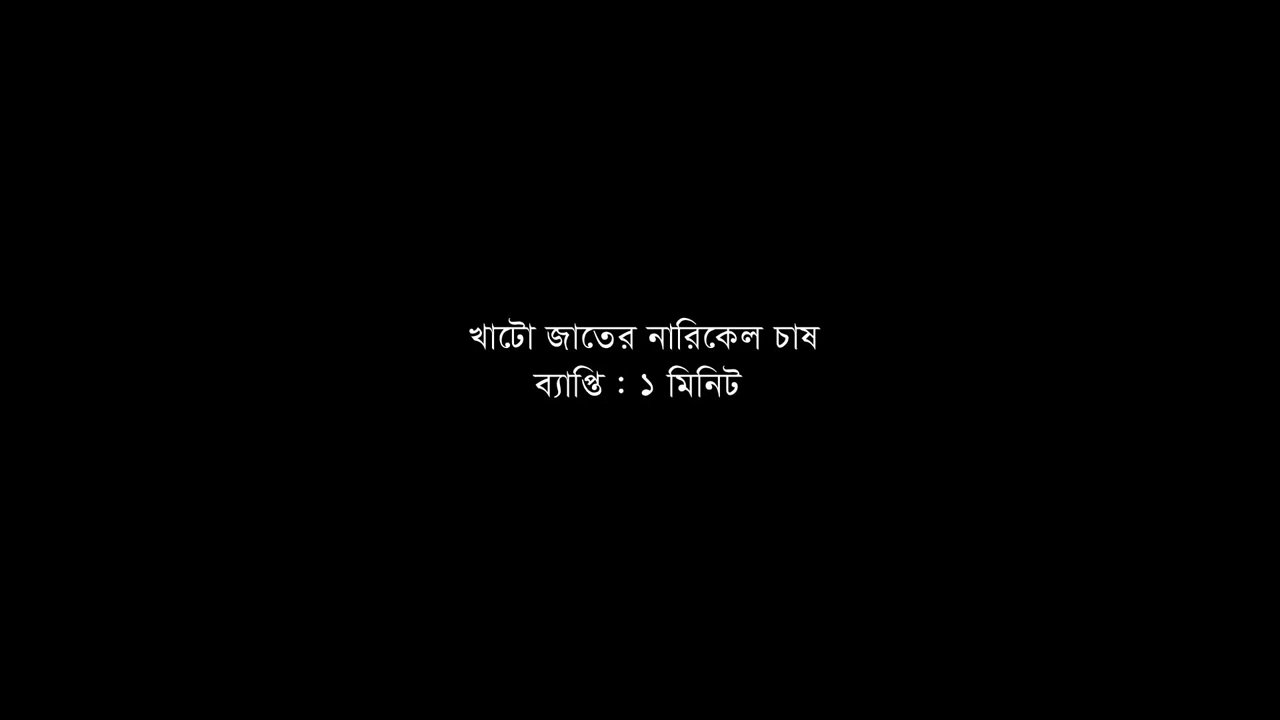 খাটো জাতের নারিকেল চাষ
ব্যাপ্তি : ১ মিনিট